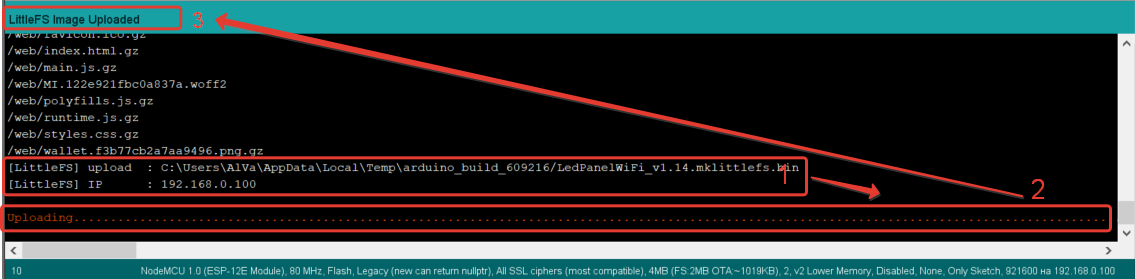 LittleFS Image Uploaded
3
/web/favicon.ico.gz
/web/index.html.gz
/web/main.js.gz
/web/MI.122e921fbc0a837a.woff2
/web/polyfills.js.gz
/web/runtime.js.gz
/web/styles.css.gz
/web/wallet.f3b77cb2a7aa9496.png.gz
[LittleFS] upload  : C:\Users\AlVa\AppData\Local\Temp\arduino_build_609216/LedPanelWiFi_v1.14.mklittlefs.bin
1
[LittleFS] IP      : 192.168.0.100
2
Uploading................................................................................................................................
10
NodeMCU 1.0 (ESP-12E Module), 80 MHz, Flash, Legacy (new can return nullptr), All SSL ciphers (most compatible), 4MB (FS:2MB OTA:~1019KB), 2, v2 Lower Memory, Disabled, None, Only Sketch, 921600 на 192.168.0.100